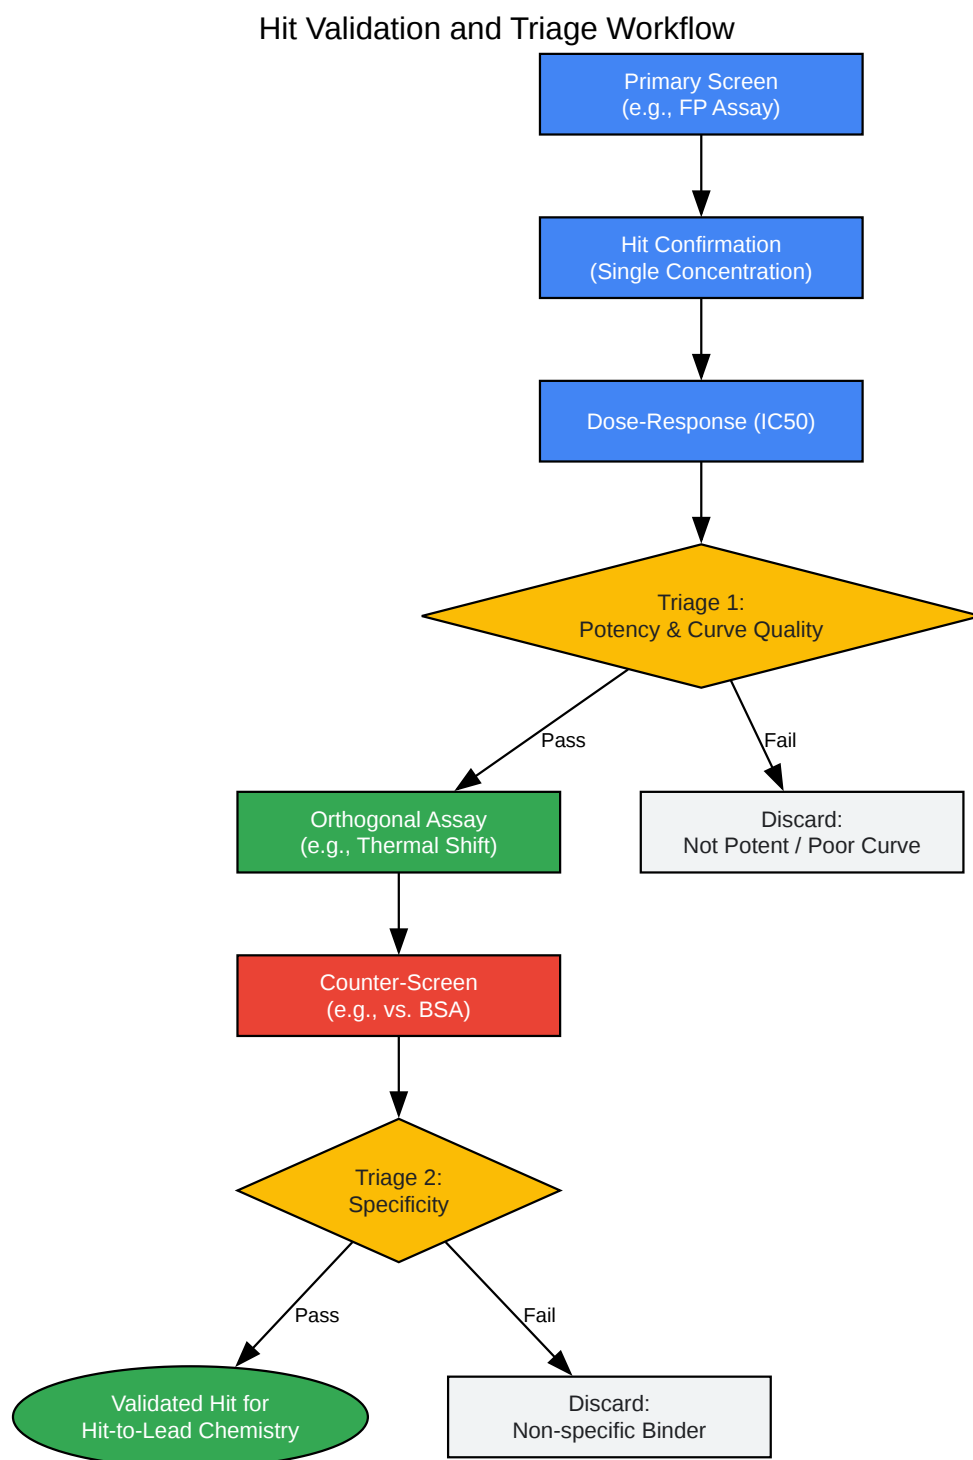 Hit Validation and Triage Workflow
Primary Screen
(e.g., FP Assay)
Hit Confirmation
(Single Concentration)
Dose-Response (IC50)
Triage 1:
Potency & Curve Quality
Pass
Fail
Orthogonal Assay
(e.g., Thermal Shift)
Discard:
Not Potent / Poor Curve
Counter-Screen
(e.g., vs. BSA)
Triage 2:
Specificity
Pass
Fail
Validated Hit for
Hit-to-Lead Chemistry
Discard:
Non-specific Binder